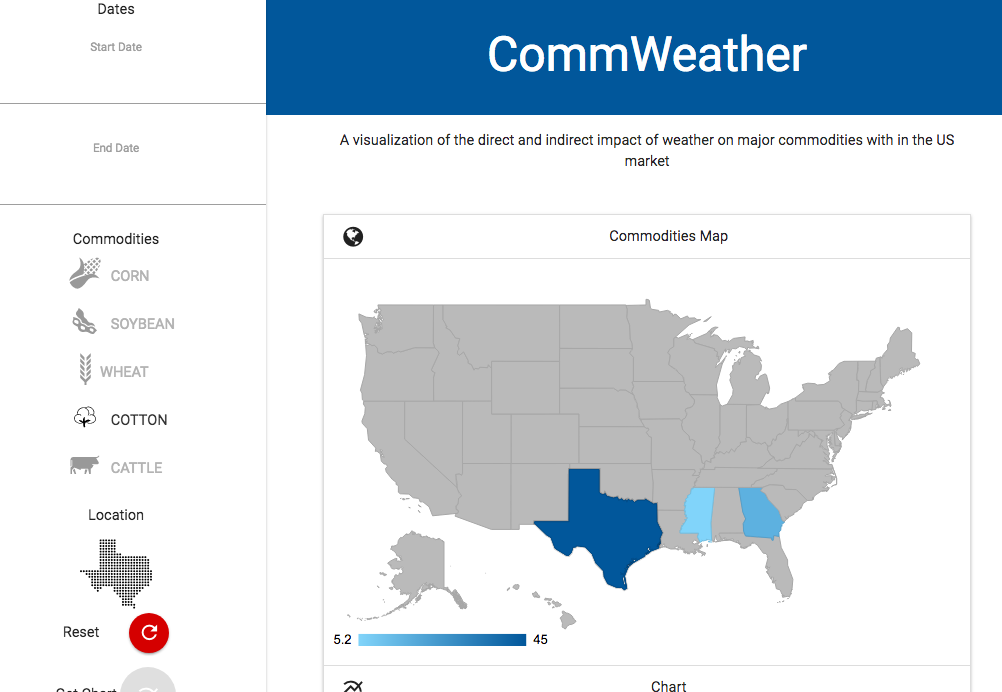 Dates
Start Date
End Date
Commodities
CORN
SOYBEAN
WHEAT
COTTON
CATTLE
Location
Reset
Get Chart
CommWeather
A visualization of the direct and indirect impact of weather on major commodities with in the US
market
Commodities Map
5.2
45
Chart